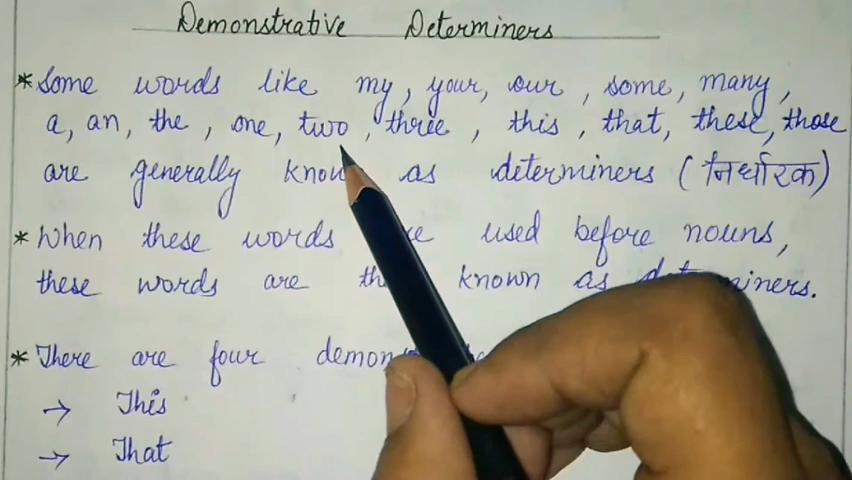 Demonstrative Determiners
* Some words like my, your, our, some, many,
a, an, the, one, two, three, this, that, these, those
are generally know as determiners (निर्धारक)
* When these words used before nouns,
these words are known as determiners.
* There are four
→ This
→ That